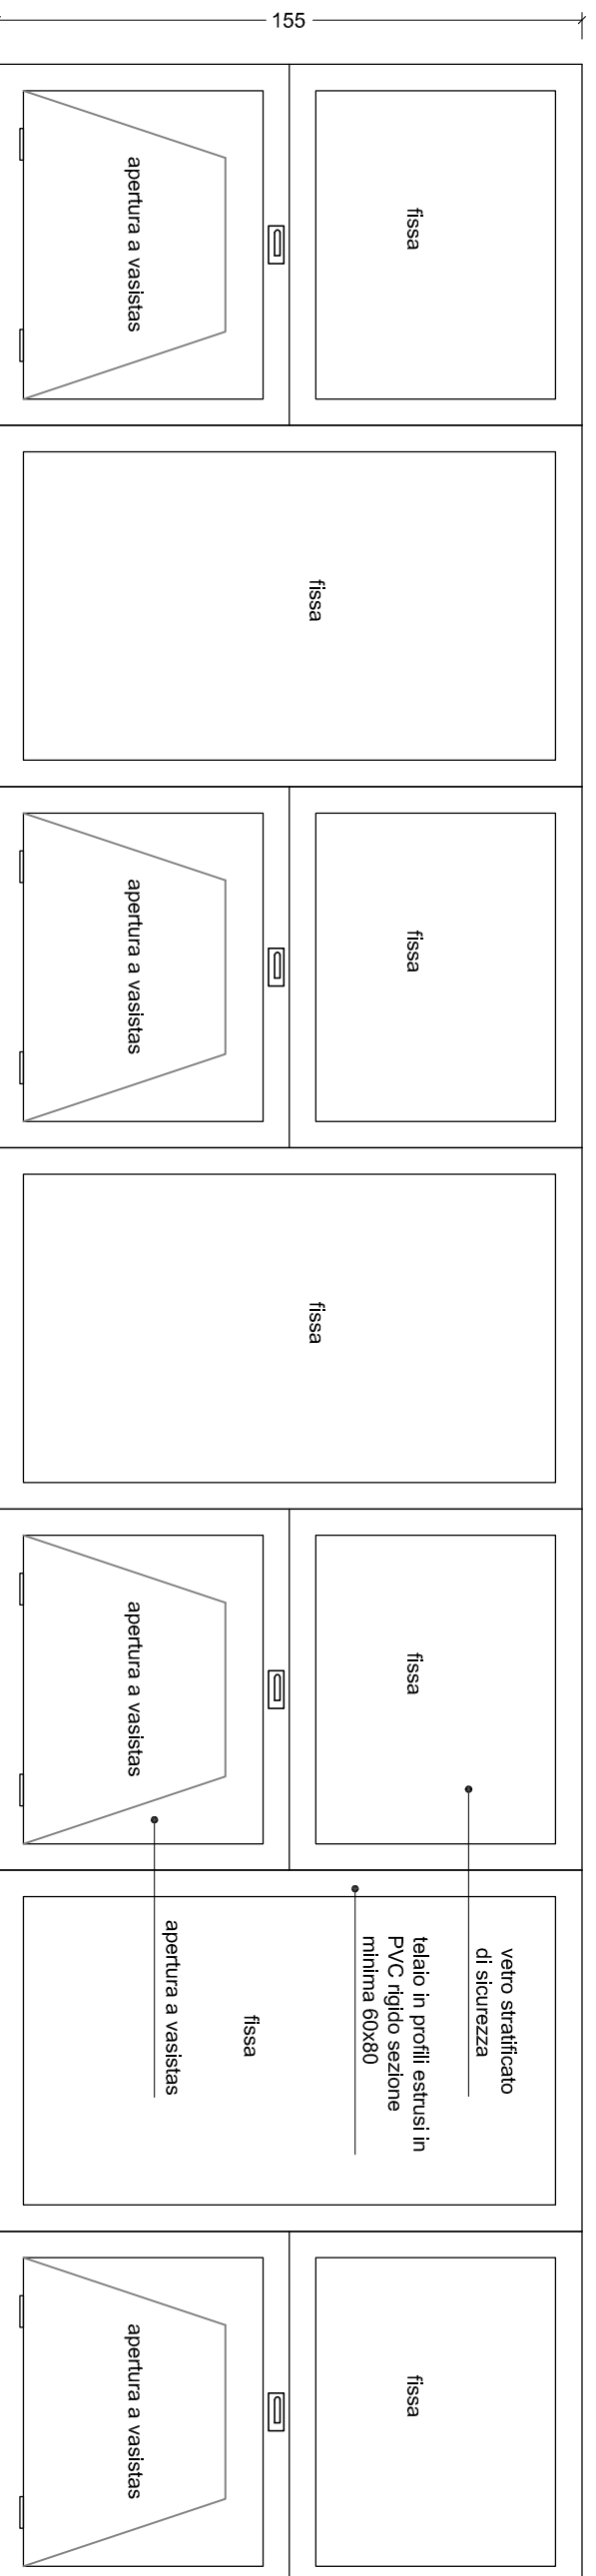 155
fissa
apertura a vasistas
fissa
fissa
apertura a vasistas
fissa
fissa
apertura a vasistas
vetro stratificato
di sicurezza
telaio in profili estrusi in
PVC rigido sezione
minima 60x80
fissa
apertura a vasistas
fissa
apertura a vasistas